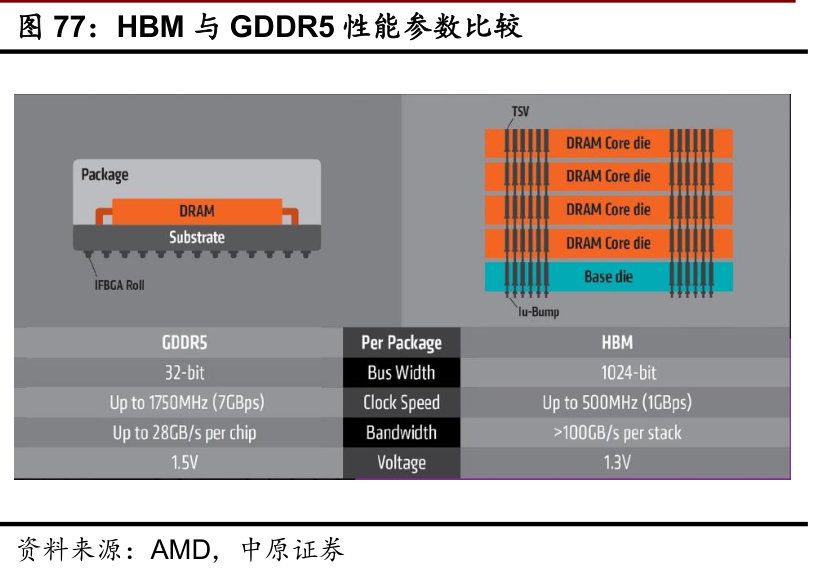 图 77：HBM 与 GDDR5 性能参数比较
TSV
DRAM Core die
DRAM Core die
DRAM Core die
DRAM Core die
Base die
Iu-Bump
Package
DRAM
Substrate
IFBGA Roll
GDDR5 Per Package HBM
32-bit Bus Width 1024-bit
Up to 1750MHz (7GBps) Clock Speed Up to 500MHz (1GBps)
Up to 28GB/s per chip Bandwidth >100GB/s per stack
1.5V Voltage 1.3V
资料来源：AMD，中原证券